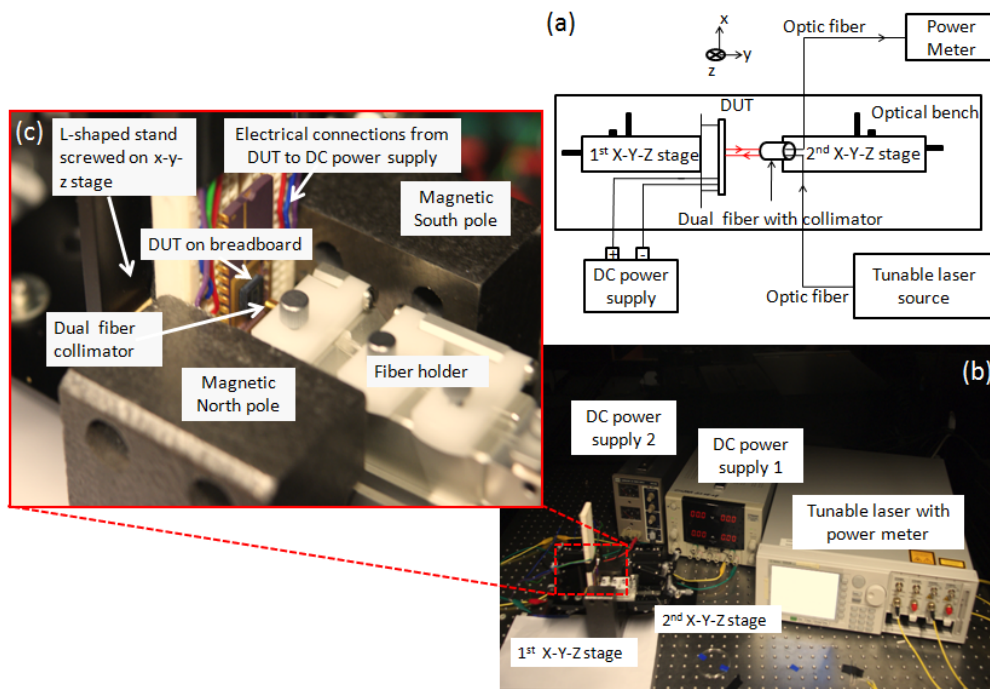 (a)
Optic fiber
Power
Meter
x
y
z
DUT
Optical bench
1st X-Y-Z stage
2nd X-Y-Z stage
Dual fiber with collimator
+
-
DC power
supply
Optic fiber
Tunable laser
source
(c)
L-shaped stand
screwed on x-y-
z stage
Electrical connections from
DUT to DC power supply
Magnetic
South pole
DUT on breadboard
Dual fiber
collimator
Magnetic
North pole
Fiber holder
(b)
DC power
supply 2
DC power
supply 1
Tunable laser with
power meter
2nd X-Y-Z stage
1st X-Y-Z stage